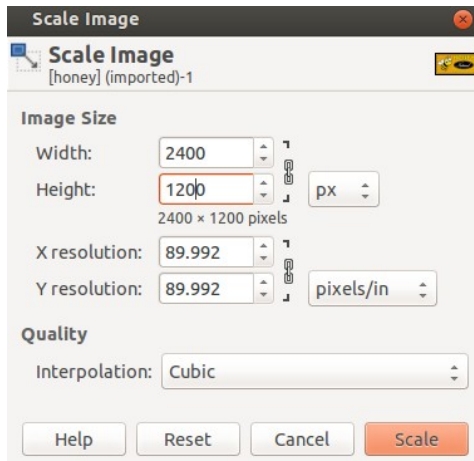 Scale Image
Scale Image
[honey] (imported)-1
Image Size
Width: 2400
Height: 1200 px
2400 × 1200 pixels
X resolution: 89.992
Y resolution: 89.992 pixels/in
Quality
Interpolation: Cubic
Help Reset Cancel Scale